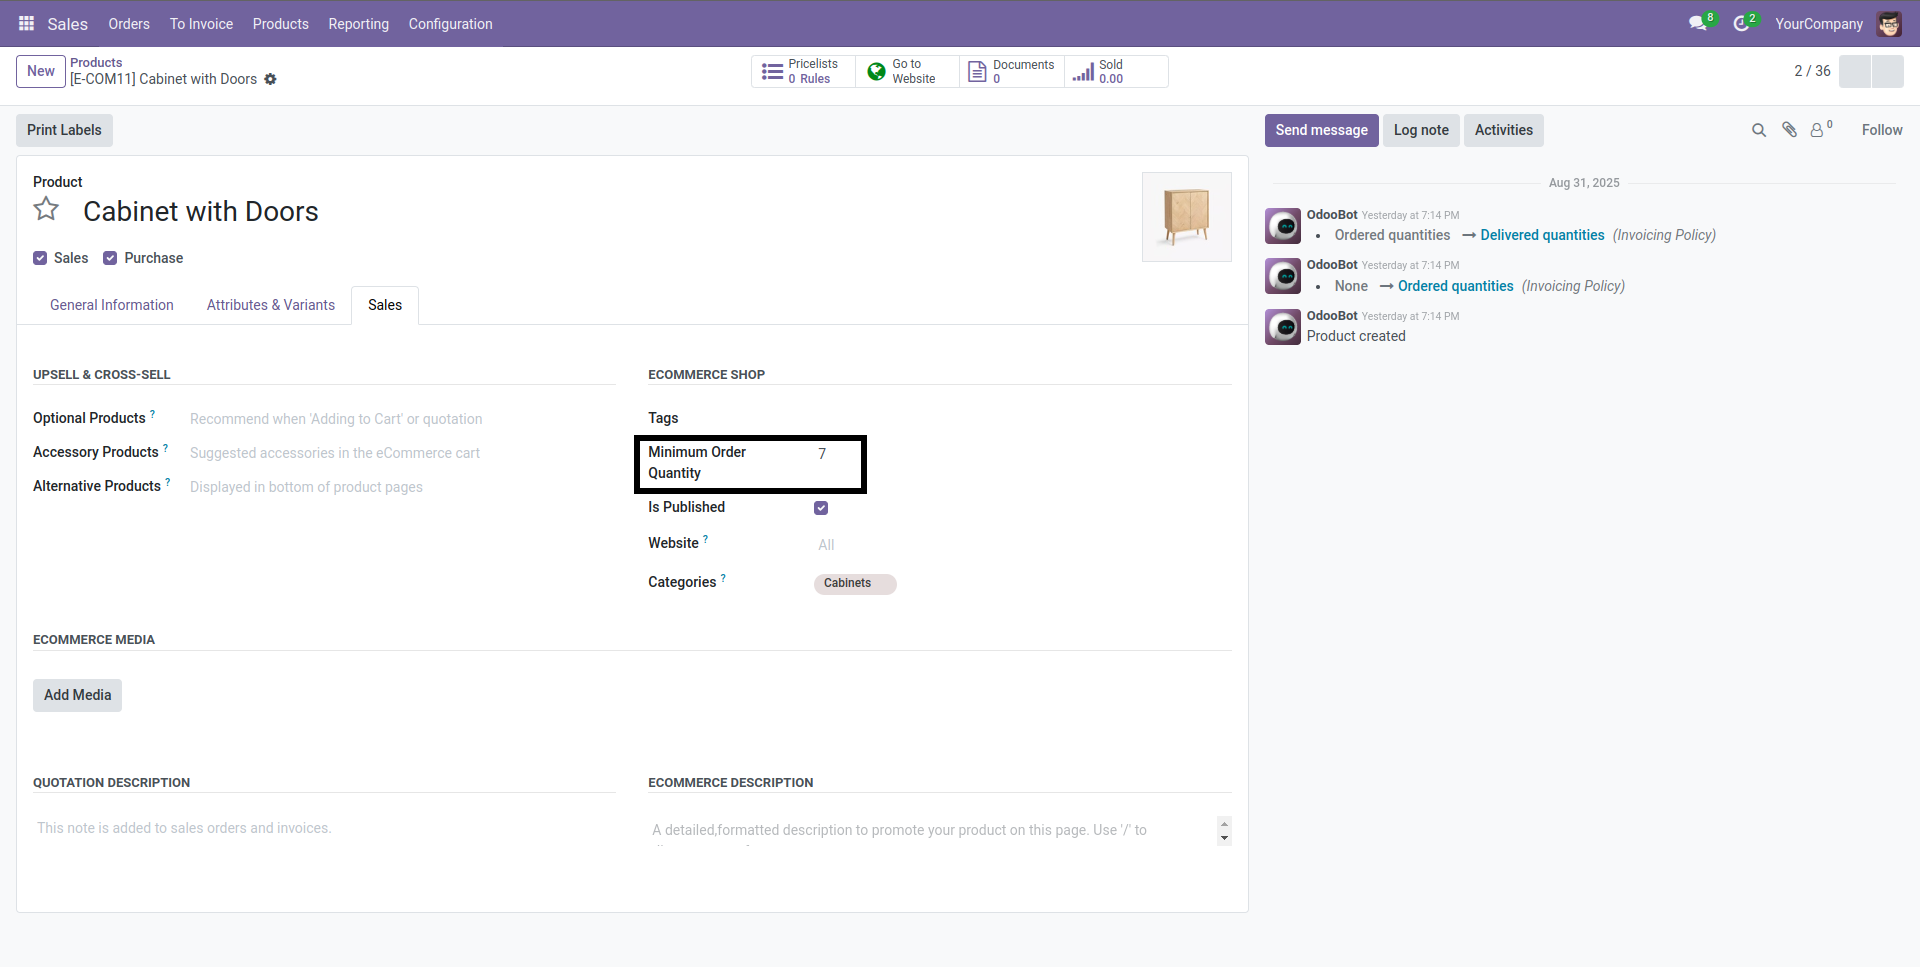 Sales Orders To Invoice Products Reporting Configuration 8 2 YourCompany
New
Products
[E-COM11] Cabinet with Doors
Pricelists
0 Rules
Go to
Website
Documents
0
Sold
0.00
2 / 36
Print Labels
Send message Log note Activities 0 Follow
Product
Cabinet with Doors
Sales Purchase
General Information Attributes & Variants Sales
UPSELL & CROSS-SELL
Optional Products ? Recommend when 'Adding to Cart' or quotation
Accessory Products ? Suggested accessories in the eCommerce cart
Alternative Products ? Displayed in bottom of product pages
ECOMMERCE SHOP
Tags
Minimum Order
Quantity
7
Is Published
Website ? All
Categories ? Cabinets
ECOMMERCE MEDIA
Add Media
QUOTATION DESCRIPTION
This note is added to sales orders and invoices.
ECOMMERCE DESCRIPTION
A detailed,formatted description to promote your product on this page. Use '/' to
Aug 31, 2025
OdooBot Yesterday at 7:14 PM
• Ordered quantities → Delivered quantities (Invoicing Policy)
OdooBot Yesterday at 7:14 PM
• None → Ordered quantities (Invoicing Policy)
OdooBot Yesterday at 7:14 PM
Product created